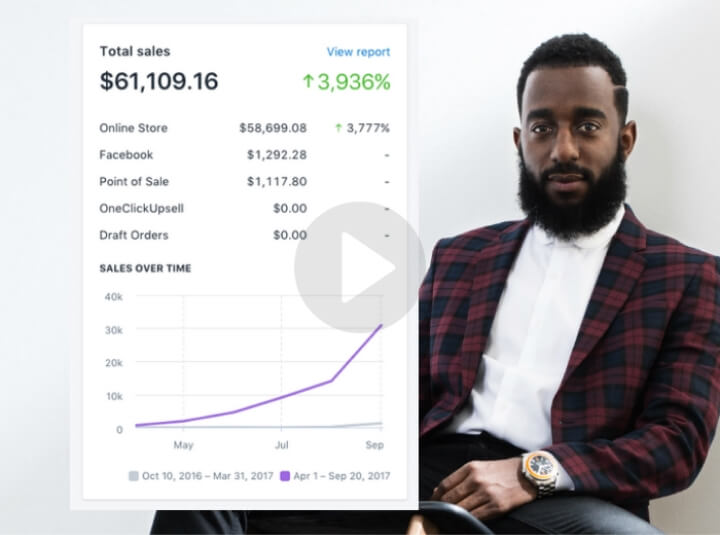 Total sales View report
$61,109.16 ↑3,936%
Online Store $58,699.08 ↑ 3,777%
Facebook $1,292.28 -
Point of Sale $1,117.80 -
OneClickUpsell $0.00 -
Draft Orders $0.00 -
SALES OVER TIME
40k
30k
20k
10k
0
May Jul Sep
Oct 10, 2016 – Mar 31, 2017 Apr 1 – Sep 20, 2017